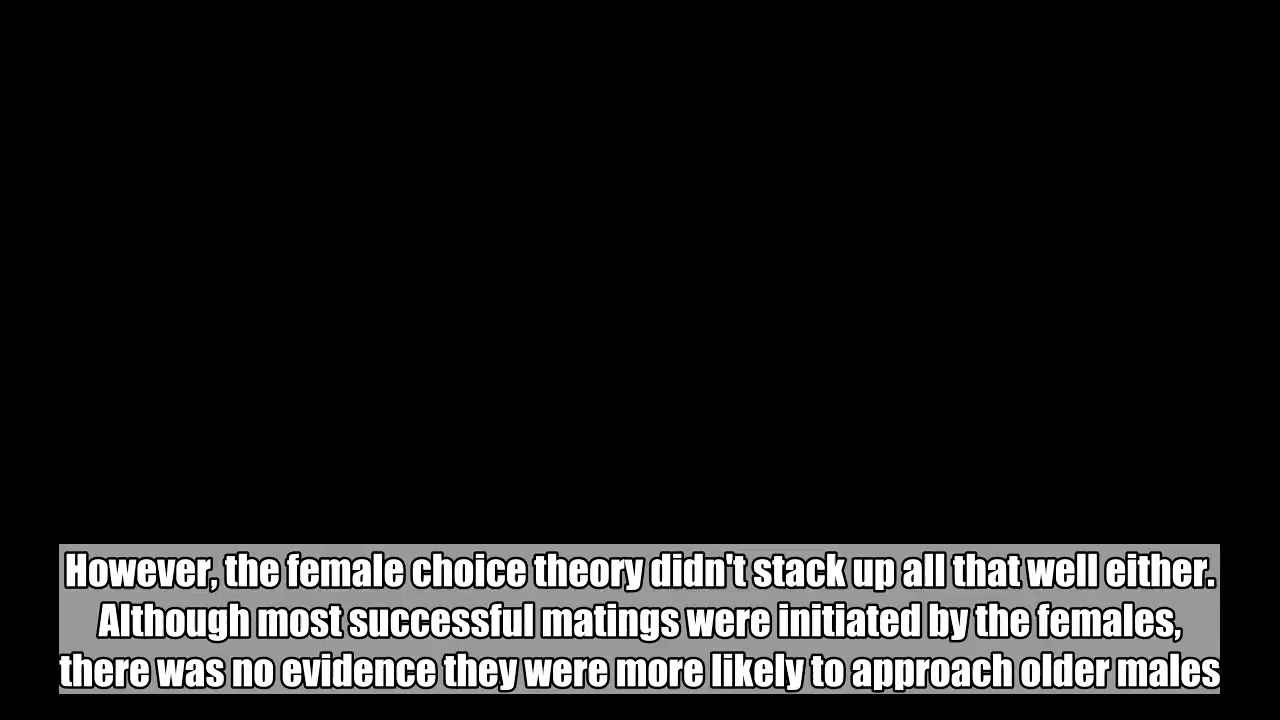 However, the female choice theory didn't stack up all that well either.
Although most successful matings were initiated by the females,
there was no evidence they were more likely to approach older males